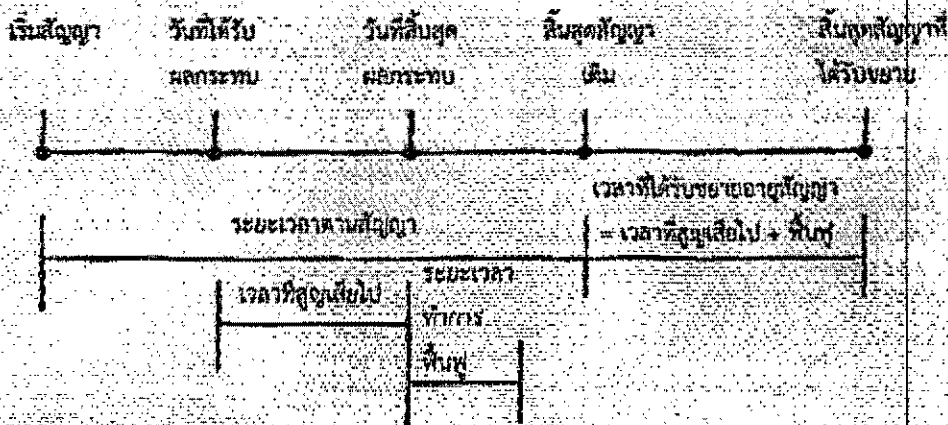 เริ่มสัญญา วันที่ได้รับ วันที่สิ้นสุด สิ้นสุดสัญญา สิ้นสุดสัญญาที่
ผลกระทบ ผลกระทบ เดิม ได้รับขยาย
เวลาที่ได้รับขยายอายุสัญญา
ระยะเวลาตามสัญญา = เวลาที่สูญเสียไป + ฟื้นฟู
เวลาที่สูญเสียไป ระยะเวลา
ทำการ
ฟื้นฟู